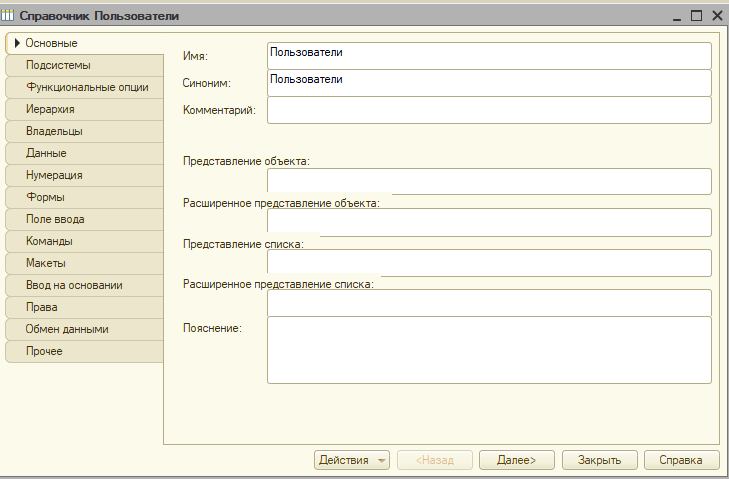 Справочник Пользователи
Основные
Подсистемы
Функциональные опции
Иерархия
Владельцы
Данные
Нумерация
Формы
Поле ввода
Команды
Макеты
Ввод на основании
Права
Обмен данными
Прочее
Имя: Пользователи
Синоним: Пользователи
Комментарий:
Представление объекта:
Расширенное представление объекта:
Представление списка:
Расширенное представление списка:
Пояснение:
Действия <Назад Далее> Закрыть Справка